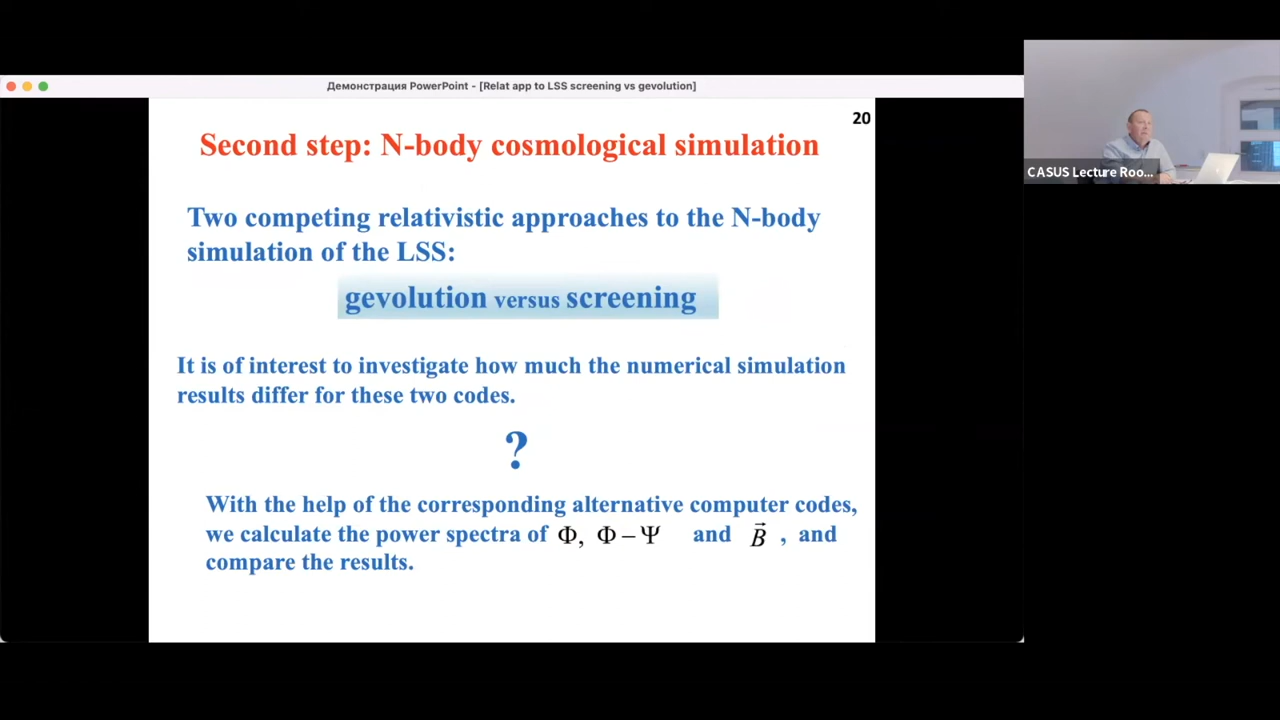 Демонстрация PowerPoint - [Relat app to LSS screening vs gevolution]
20
Second step: N-body cosmological simulation
Two competing relativistic approaches to the N-body
simulation of the LSS:
gevolution versus screening
It is of interest to investigate how much the numerical simulation
results differ for these two codes.
?
With the help of the corresponding alternative computer codes,
we calculate the power spectra of Φ, Φ – Ψ and B⃗ , and
compare the results.
CASUS Lecture Roo...